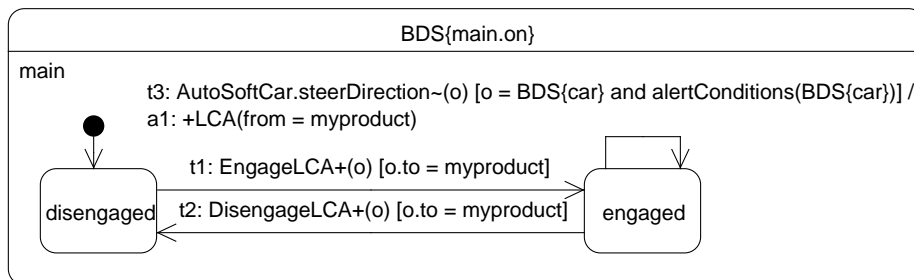 BDS{main.on}
main
t3: AutoSoftCar.steerDirection~(o) [o = BDS{car} and alertConditions(BDS{car})] /
a1: +LCA(from = myproduct)
t1: EngageLCA+(o) [o.to = myproduct]
disengaged
t2: DisengageLCA+(o) [o.to = myproduct]
engaged